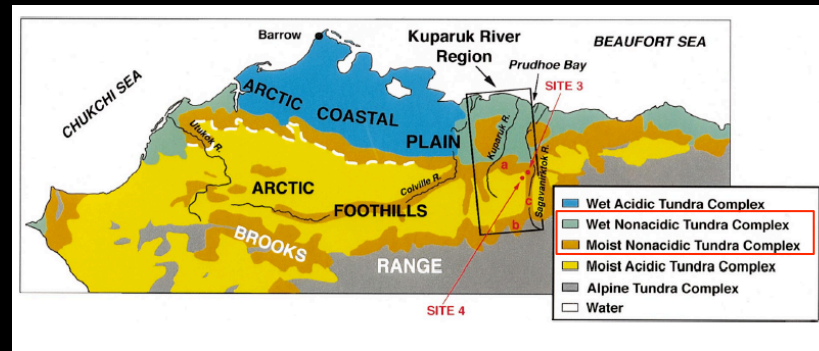 Barrow
Kuparuk River
Region
BEAUFORT SEA
Prudhoe Bay
SITE 3
CHUKCHI SEA
ARCTIC COASTAL
PLAIN
Utukok R.
Kuparuk R.
Sagavanirktok R.
a
ARCTIC
Colville R.
FOOTHILLS
c
b
BROOKS
RANGE
SITE 4
Wet Acidic Tundra Complex
Wet Nonacidic Tundra Complex
Moist Nonacidic Tundra Complex
Moist Acidic Tundra Complex
Alpine Tundra Complex
Water